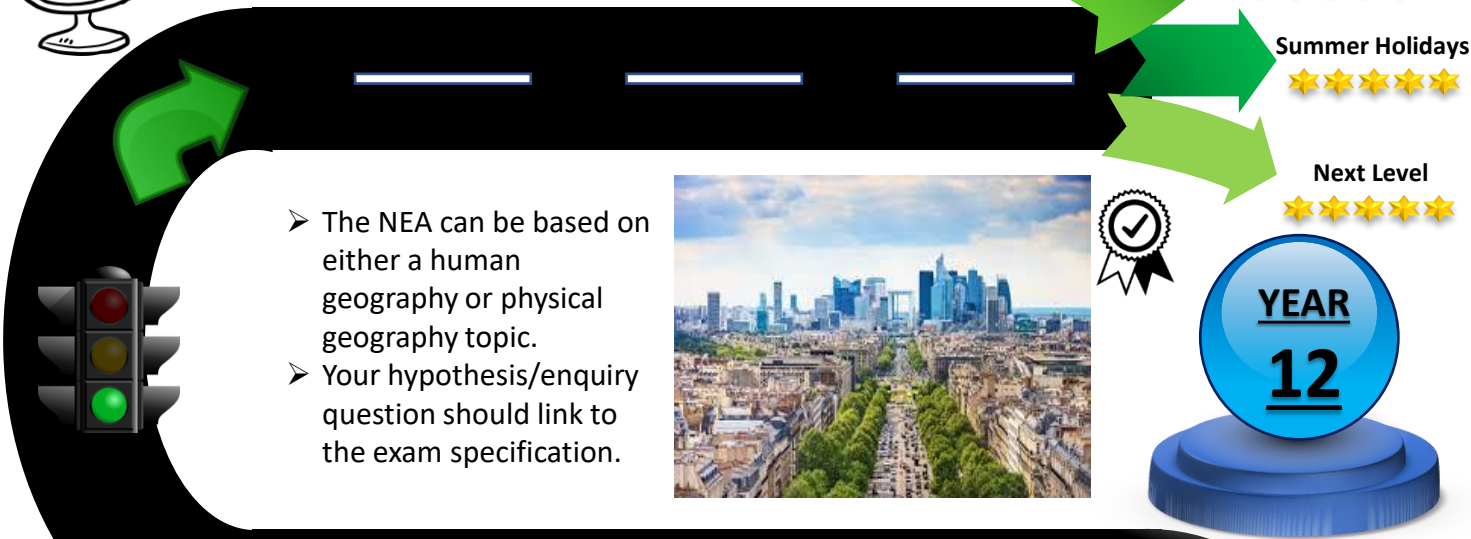 Summer Holidays
Next Level
➢ The NEA can be based on
either a human
geography or physical
geography topic.
➢ Your hypothesis/enquiry
question should link to
the exam specification.
YEAR
12